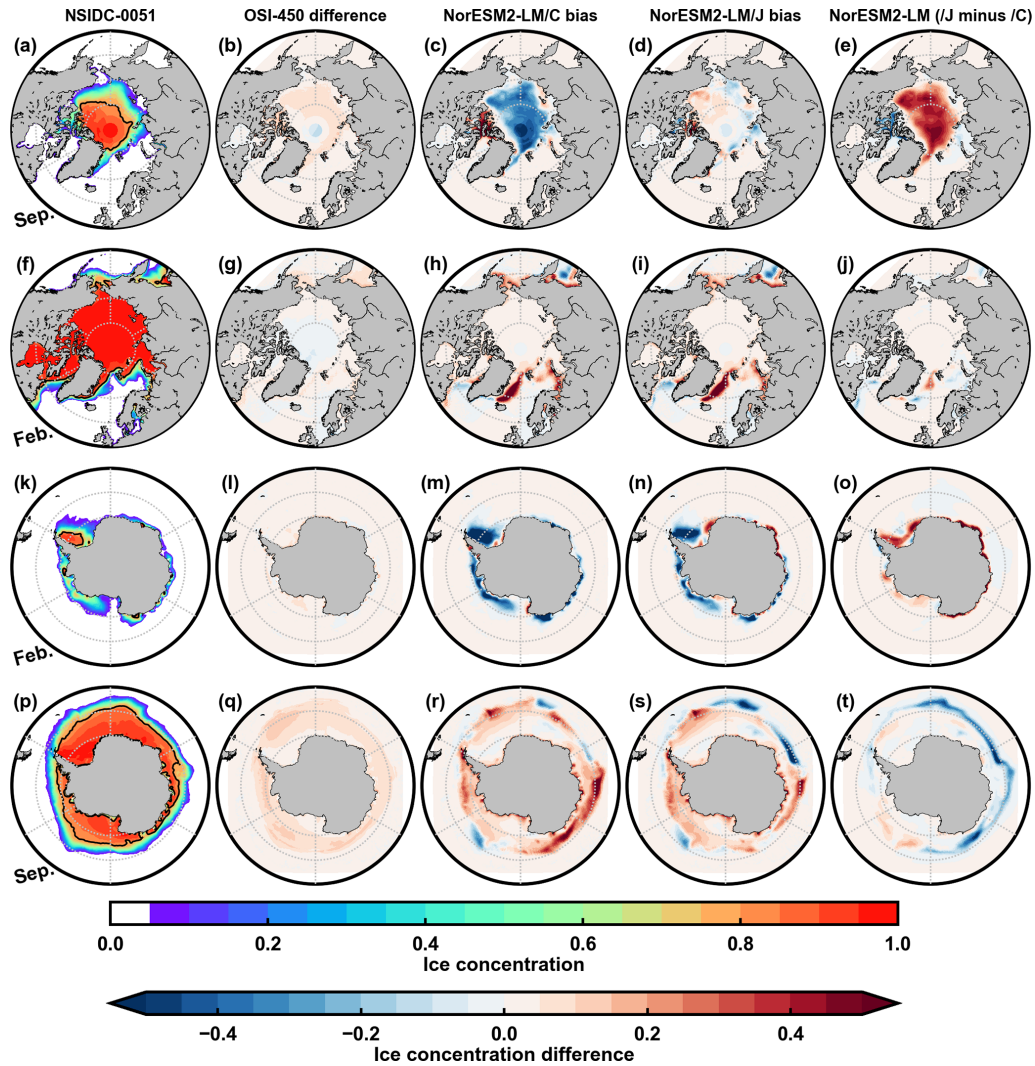 NSIDC-0051 OSI-450 difference NorESM2-LM/C bias NorESM2-LM/J bias NorESM2-LM (/J minus /C)
(a) (b) (c) (d) (e)
Sep.
(f) (g) (h) (i) (j)
Feb.
(k) (l) (m) (n) (o)
Feb.
(p) (q) (r) (s) (t)
Sep.
0.0 0.2 0.4 0.6 0.8 1.0
Ice concentration
−0.4 −0.2 0.0 0.2 0.4
Ice concentration difference